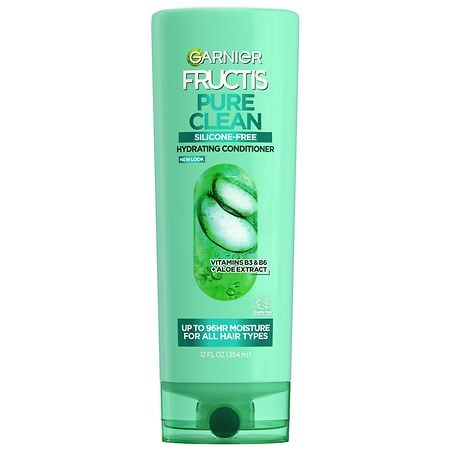 GARNIER
FRUCTIS
PURE
CLEAN
SILICONE-FREE
HYDRATING CONDITIONER
NEW LOOK
VITAMINS B3 & B6
+ ALOE EXTRACT
UP TO 96HR MOISTURE
FOR ALL HAIR TYPES
12 FL OZ (354 ml)